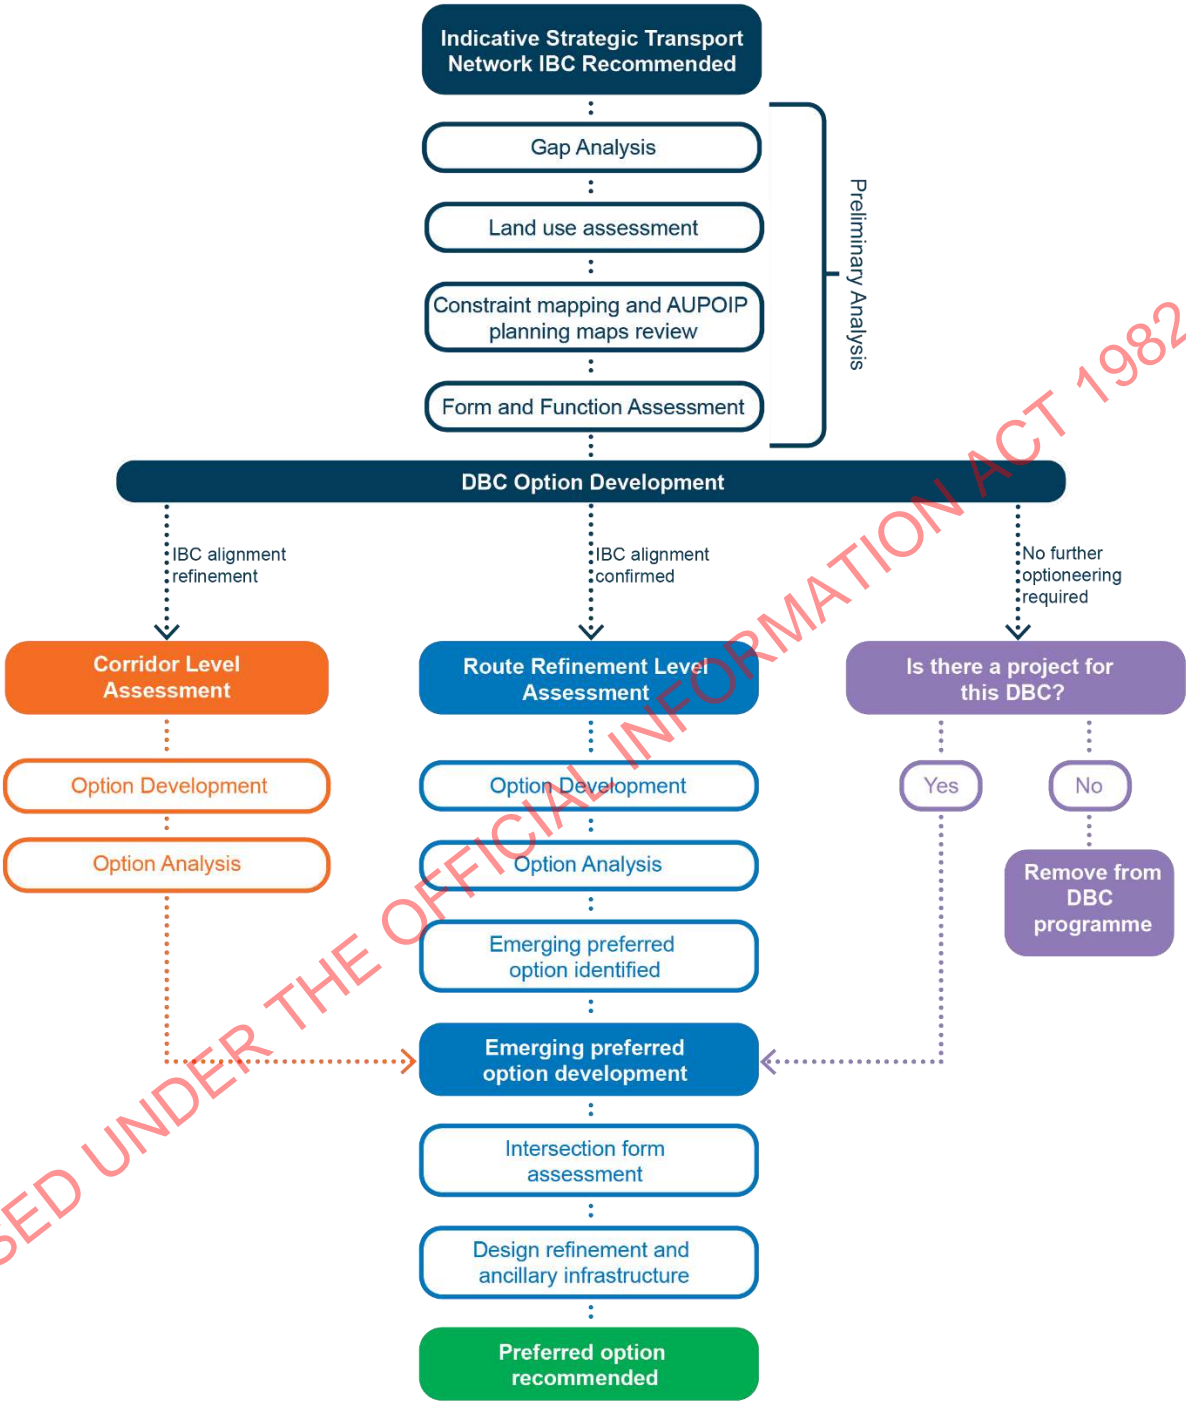 Indicative Strategic Transport
Network IBC Recommended
Gap Analysis
Land use assessment
Constraint mapping and AUPOIP
planning maps review
Form and Function Assessment
Preliminary Analysis
DBC Option Development
IBC alignment
refinement
IBC alignment
confirmed
No further
optioneering
required
Corridor Level
Assessment
Route Refinement Level
Assessment
Is there a project for
this DBC?
Option Development
Option Development
Yes
No
Option Analysis
Option Analysis
Remove from
DBC
programme
Emerging preferred
option identified
Emerging preferred
option development
Intersection form
assessment
Design refinement and
ancillary infrastructure
Preferred option
recommended
SED UNDER THE OFFICIAL INFORMATION ACT 1982